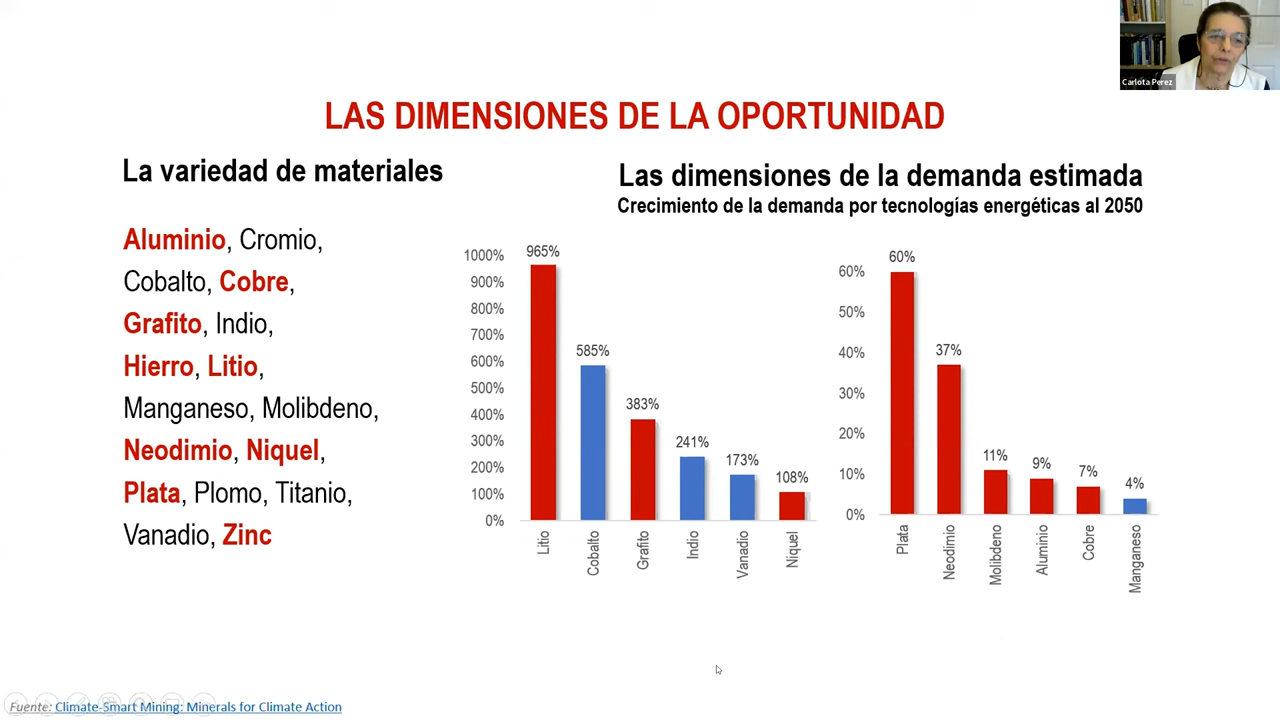 Carlota Perez
LAS DIMENSIONES DE LA OPORTUNIDAD
La variedad de materiales
Aluminio, Cromio,
Cobalto, Cobre,
Grafito, Indio,
Hierro, Litio,
Manganeso, Molibdeno,
Neodimio, Niquel,
Plata, Plomo, Titanio,
Vanadio, Zinc
Las dimensiones de la demanda estimada
Crecimiento de la demanda por tecnologías energéticas al 2050
1000%
900%
800%
700%
600%
500%
400%
300%
200%
100%
0%
965%
585%
383%
241%
173%
108%
Litio
Cobalto
Grafito
Indio
Vanadio
Niquel
60%
50%
40%
30%
20%
10%
0%
60%
37%
11%
9%
7%
4%
Plata
Neodimio
Molibdeno
Aluminio
Cobre
Manganeso
Fuente: Climate-Smart Mining: Minerals for Climate Action